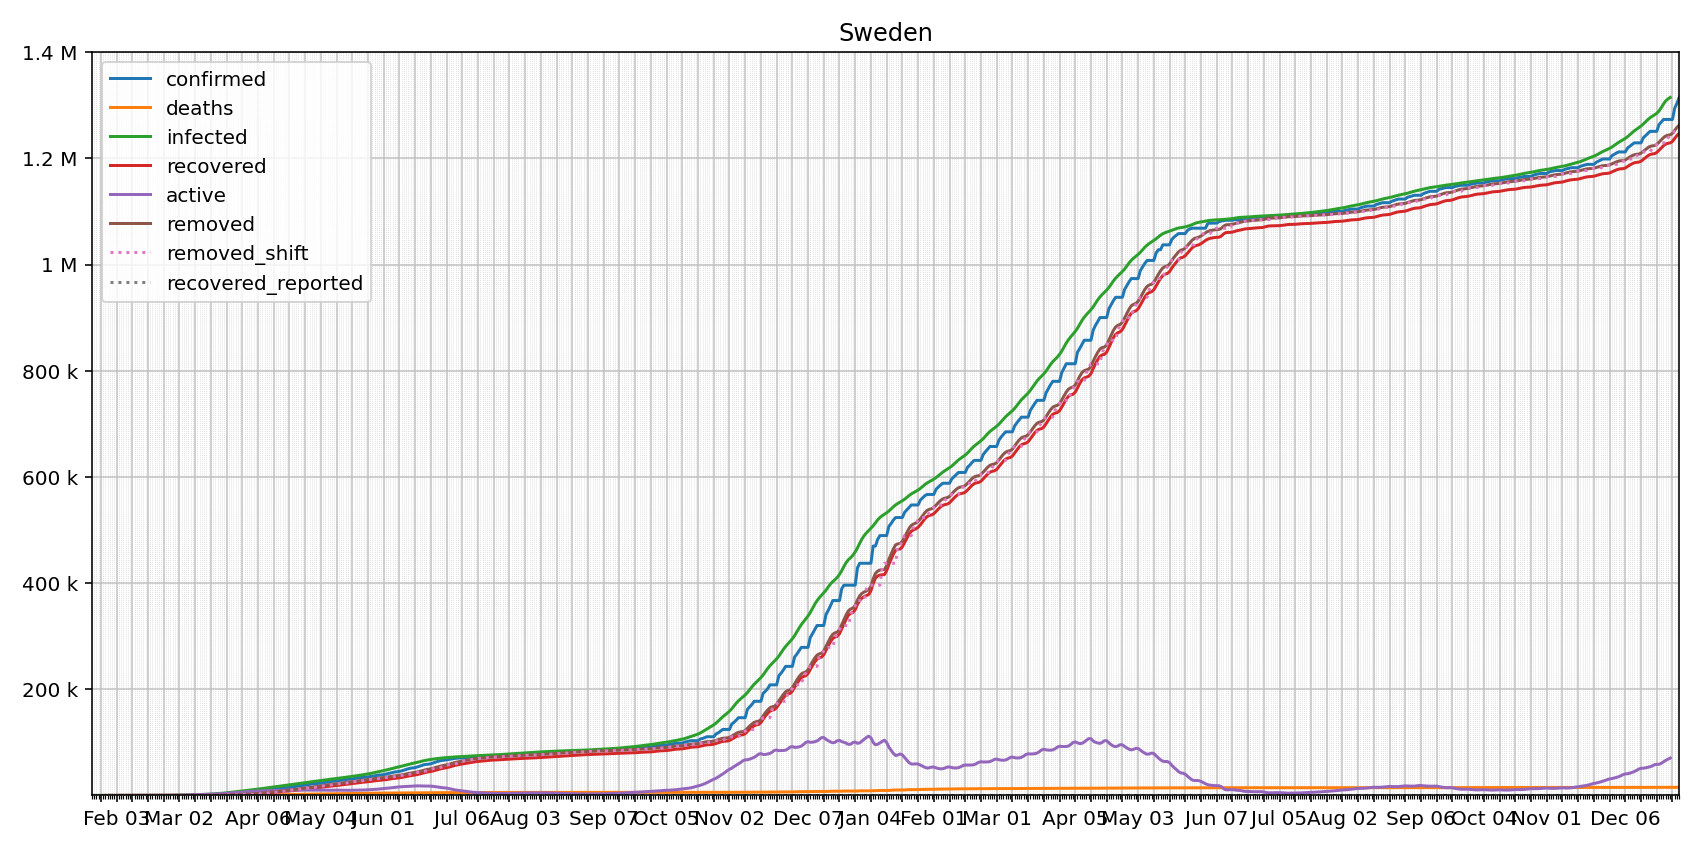 Sweden
1.4 M
1.2 M
1 M
800 k
600 k
400 k
200 k
confirmed
deaths
infected
recovered
active
removed
removed_shift
recovered_reported
Feb 03 Mar 02 Apr 06 May 04 Jun 01 Jul 06 Aug 03 Sep 07 Oct 05 Nov 02 Dec 07 Jan 04 Feb 01 Mar 01 Apr 05 May 03 Jun 07 Jul 05 Aug 02 Sep 06 Oct 04 Nov 01 Dec 06